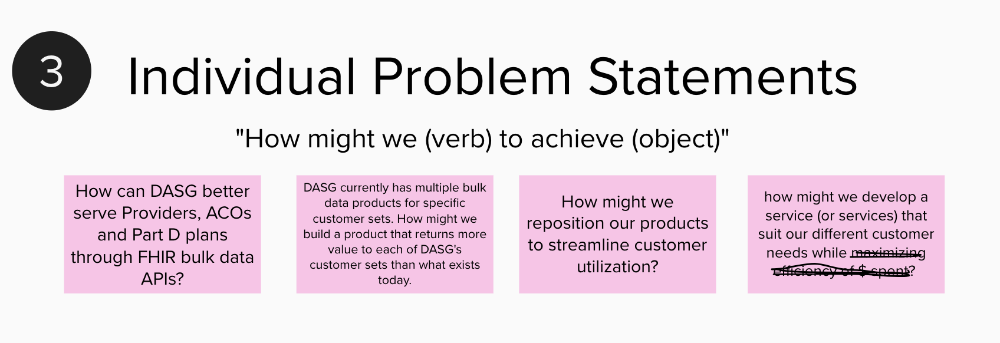 3
Individual Problem Statements
"How might we (verb) to achieve (object)"
How can DASG better
serve Providers, ACOs
and Part D plans
through FHIR bulk data
APIs?
DASG currently has multiple bulk
data products for specific
customer sets. How might we
build a product that returns more
value to each of DASG's
customer sets than what exists
today.
How might we
reposition our products
to streamline customer
utilization?
how might we develop a
service (or services) that
suit our different customer
needs while maximizing
efficiency of $ spent?